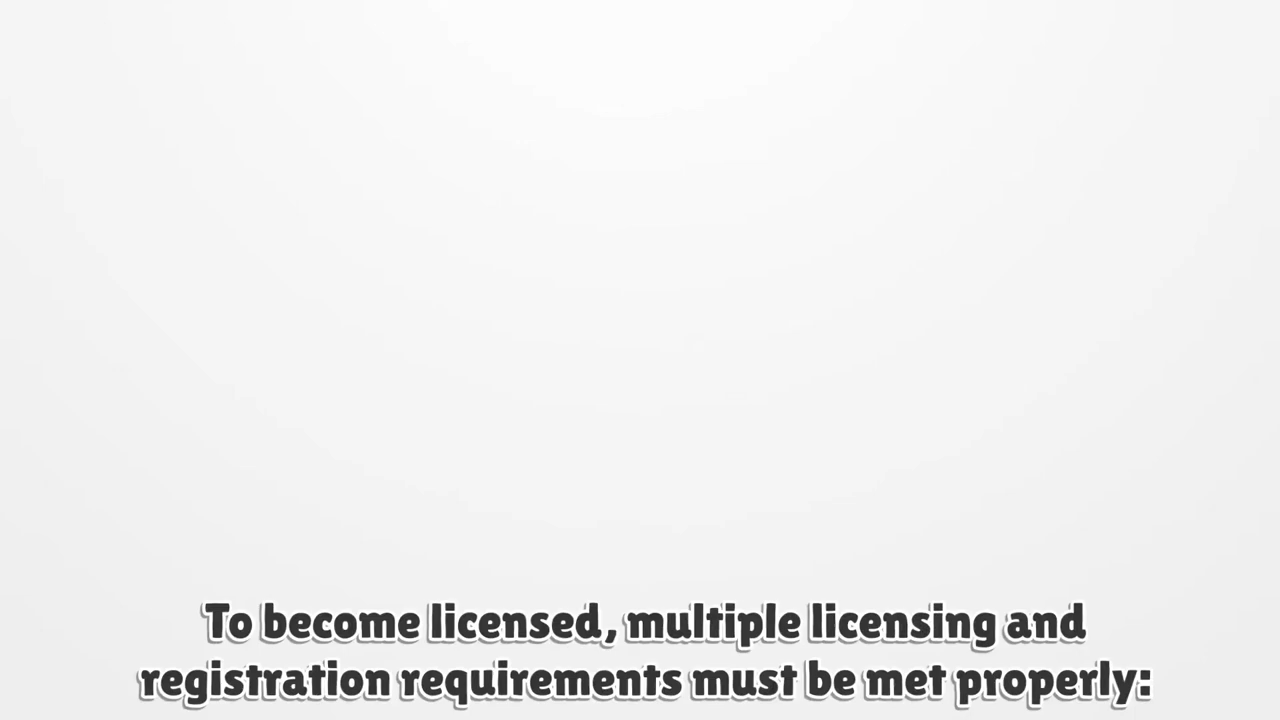 To become licensed, multiple licensing and
registration requirements must be met properly: